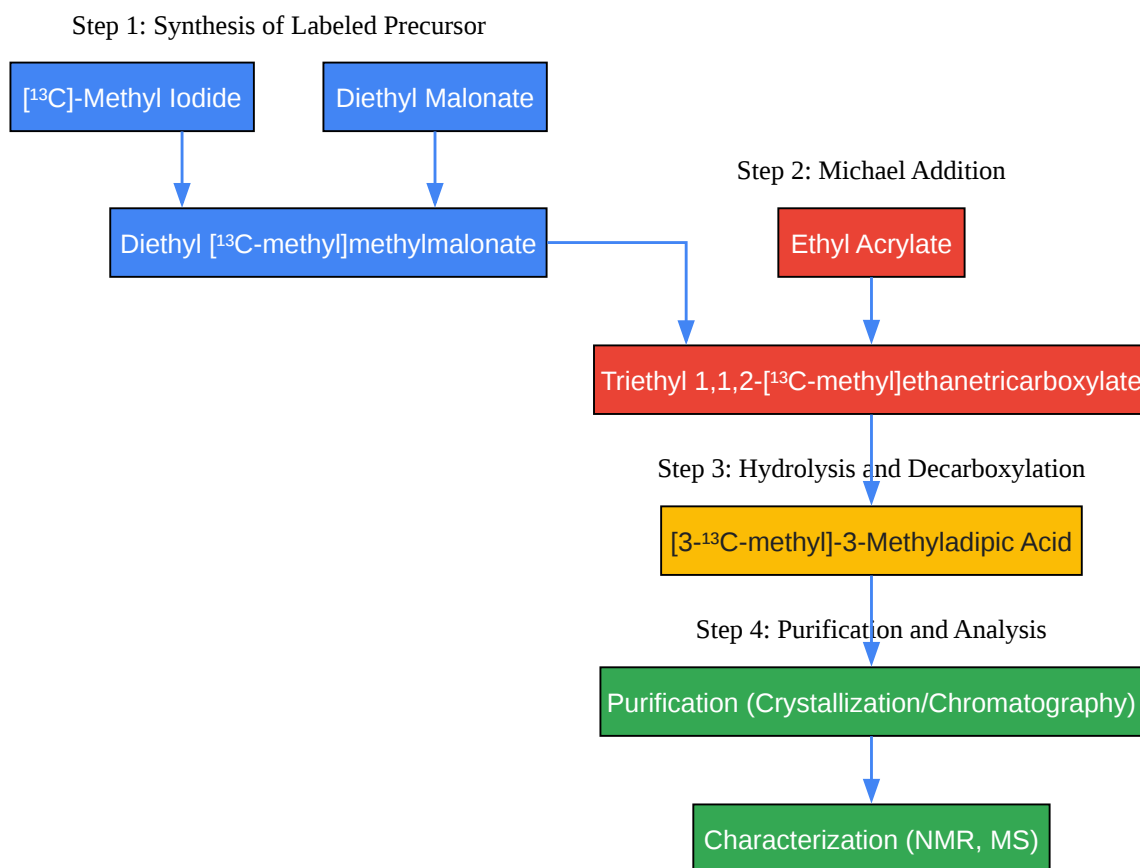 Step 1: Synthesis of Labeled Precursor
[¹³C]-Methyl Iodide
Diethyl Malonate
Diethyl [¹³C-methyl]methylmalonate
Step 2: Michael Addition
Ethyl Acrylate
Triethyl 1,1,2-[¹³C-methyl]ethanetricarboxylate
Step 3: Hydrolysis and Decarboxylation
[3-¹³C-methyl]-3-Methyladipic Acid
Step 4: Purification and Analysis
Purification (Crystallization/Chromatography)
Characterization (NMR, MS)